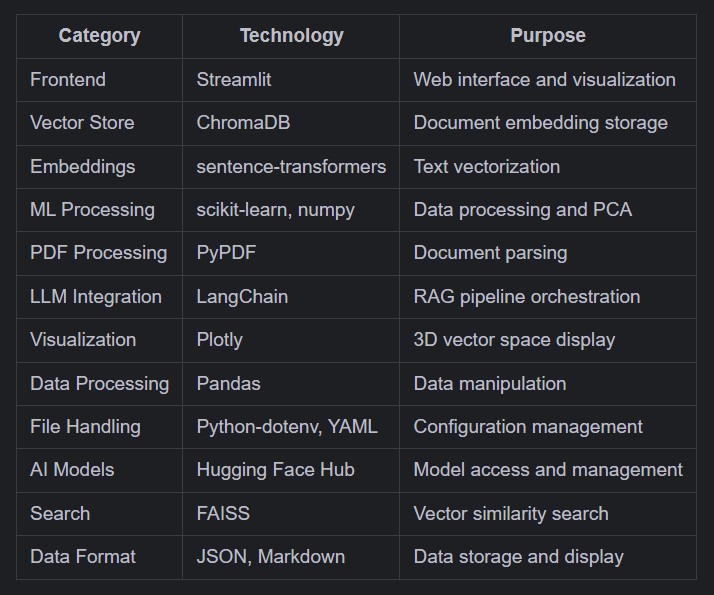 Category Technology Purpose
Frontend Streamlit Web interface and visualization
Vector Store ChromaDB Document embedding storage
Embeddings sentence-transformers Text vectorization
ML Processing scikit-learn, numpy Data processing and PCA
PDF Processing PyPDF Document parsing
LLM Integration LangChain RAG pipeline orchestration
Visualization Plotly 3D vector space display
Data Processing Pandas Data manipulation
File Handling Python-dotenv, YAML Configuration management
AI Models Hugging Face Hub Model access and management
Search FAISS Vector similarity search
Data Format JSON, Markdown Data storage and display